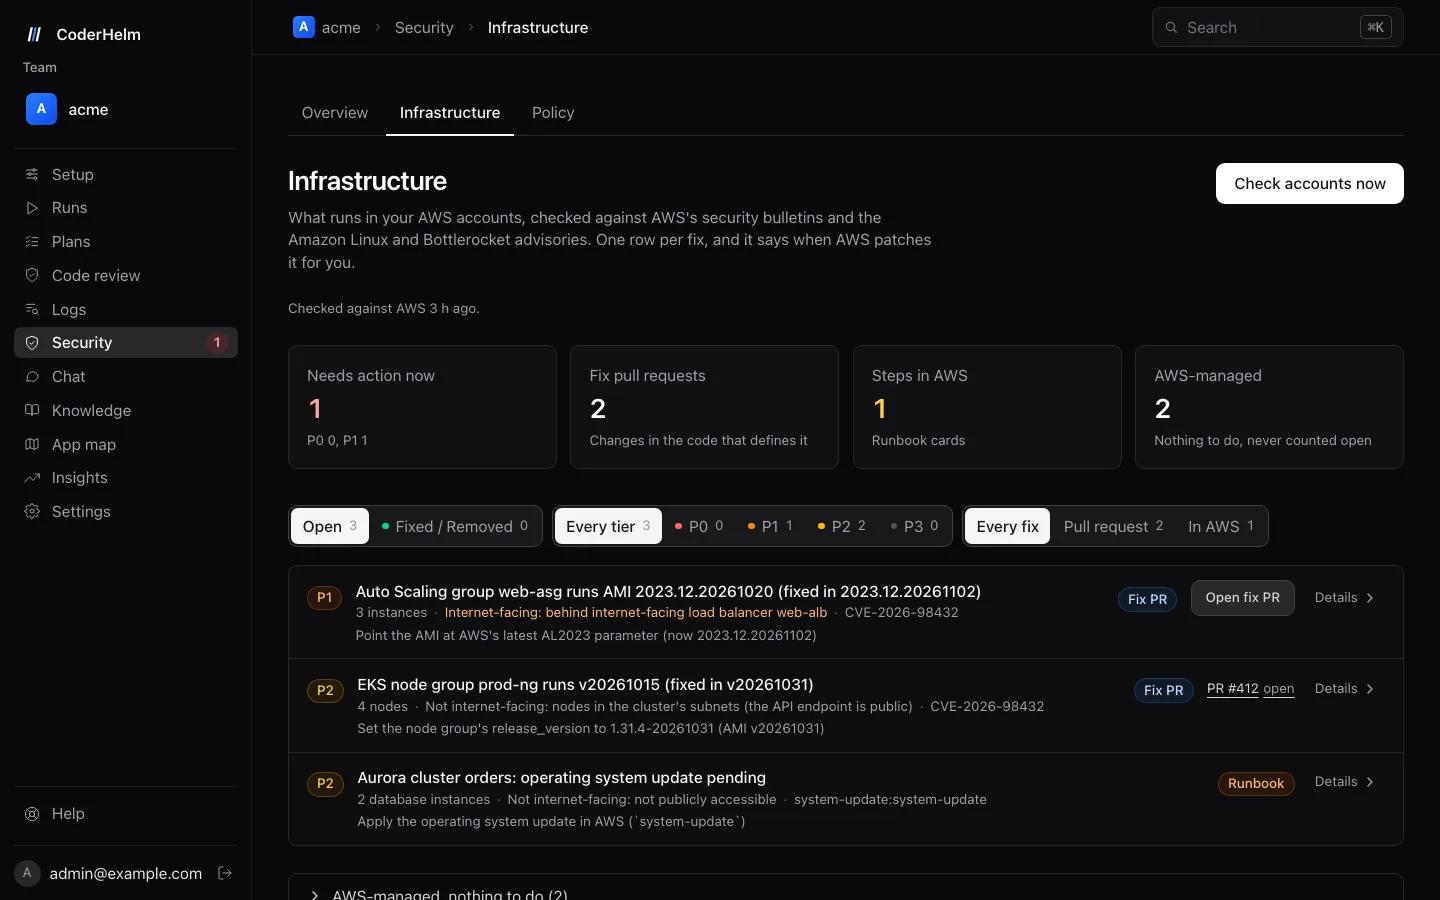 CoderHelm
Team
A acme
Setup
Runs
Plans
Code review
Logs
Security 1
Chat
Knowledge
App map
Insights
Settings
Help
A admin@example.com
A acme › Security › Infrastructure
Search ⌘K
Overview Infrastructure Policy
Infrastructure
Check accounts now
What runs in your AWS accounts, checked against AWS's security bulletins and the
Amazon Linux and Bottlerocket advisories. One row per fix, and it says when AWS patches
it for you.
Checked against AWS 3 h ago.
Needs action now
1
P0 0, P1 1
Fix pull requests
2
Changes in the code that defines it
Steps in AWS
1
Runbook cards
AWS-managed
2
Nothing to do, never counted open
Open 3 Fixed / Removed 0 Every tier 3 P0 0 P1 1 P2 2 P3 0 Every fix Pull request 2 In AWS 1
P1 Auto Scaling group web-asg runs AMI 2023.12.20261020 (fixed in 2023.12.20261102)
3 instances · Internet-facing: behind internet-facing load balancer web-alb · CVE-2026-98432
Point the AMI at AWS's latest AL2023 parameter (now 2023.12.20261102)
Fix PR Open fix PR Details
P2 EKS node group prod-ng runs v20261015 (fixed in v20261031)
4 nodes · Not internet-facing: nodes in the cluster's subnets (the API endpoint is public) · CVE-2026-98432
Set the node group's release_version to 1.31.4-20261031 (AMI v20261031)
Fix PR PR #412 open Details
P2 Aurora cluster orders: operating system update pending
2 database instances · Not internet-facing: not publicly accessible · system-update:system-update
Apply the operating system update in AWS (`system-update`)
Runbook Details
AWS-managed, nothing to do (2)